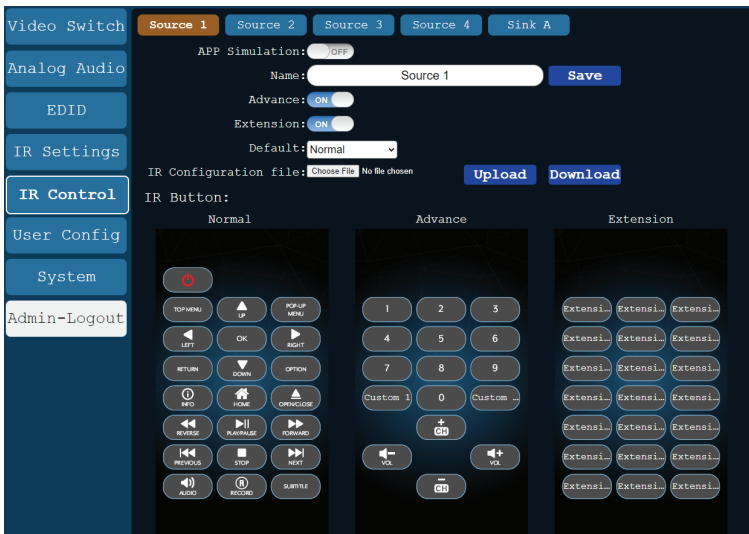 Video Switch
Analog Audio
EDID
IR Settings
IR Control
User Config
System
Admin-Logout
Source 1 Source 2 Source 3 Source 4 Sink A
APP Simulation: OFF
Name: Source 1 Save
Advance: ON
Extension: ON
Default: Normal
IR Configuration file: Choose File No file chosen Upload Download
IR Button:
Normal Advance Extension
TOP MENU UP POP-UP MENU
LEFT OK RIGHT
RETURN DOWN OPTION
INFO HOME OPEN/CLOSE
REVERSE PLAY/PAUSE FORWARD
PREVIOUS STOP NEXT
AUDIO R RECORD SUBTITLE
1 2 3
4 5 6
7 8 9
Custom 1 0 Custom …
+ CH
− VOL + VOL
− CH
Extensi… Extensi… Extensi…
Extensi… Extensi… Extensi…
Extensi… Extensi… Extensi…
Extensi… Extensi… Extensi…
Extensi… Extensi… Extensi…
Extensi… Extensi… Extensi…
Extensi… Extensi… Extensi…